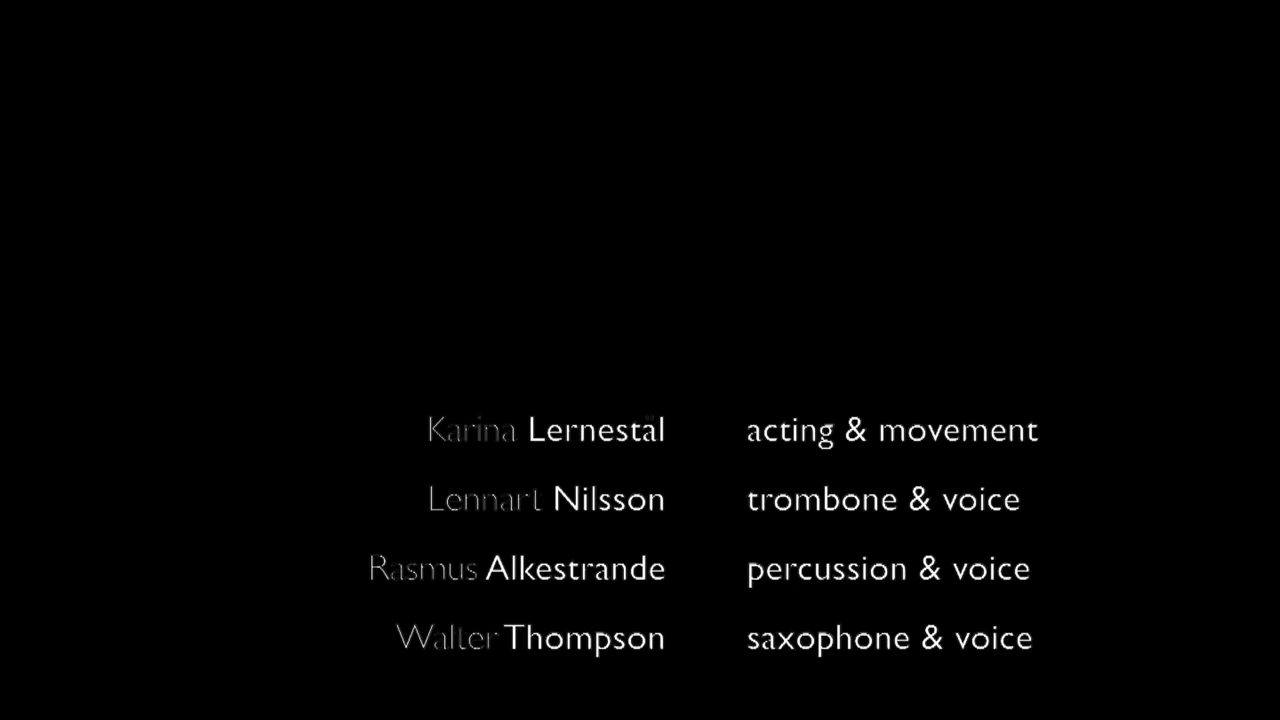 Karina Lernestål acting & movement
Lennart Nilsson trombone & voice
Rasmus Alkestrande percussion & voice
Walter Thompson saxophone & voice